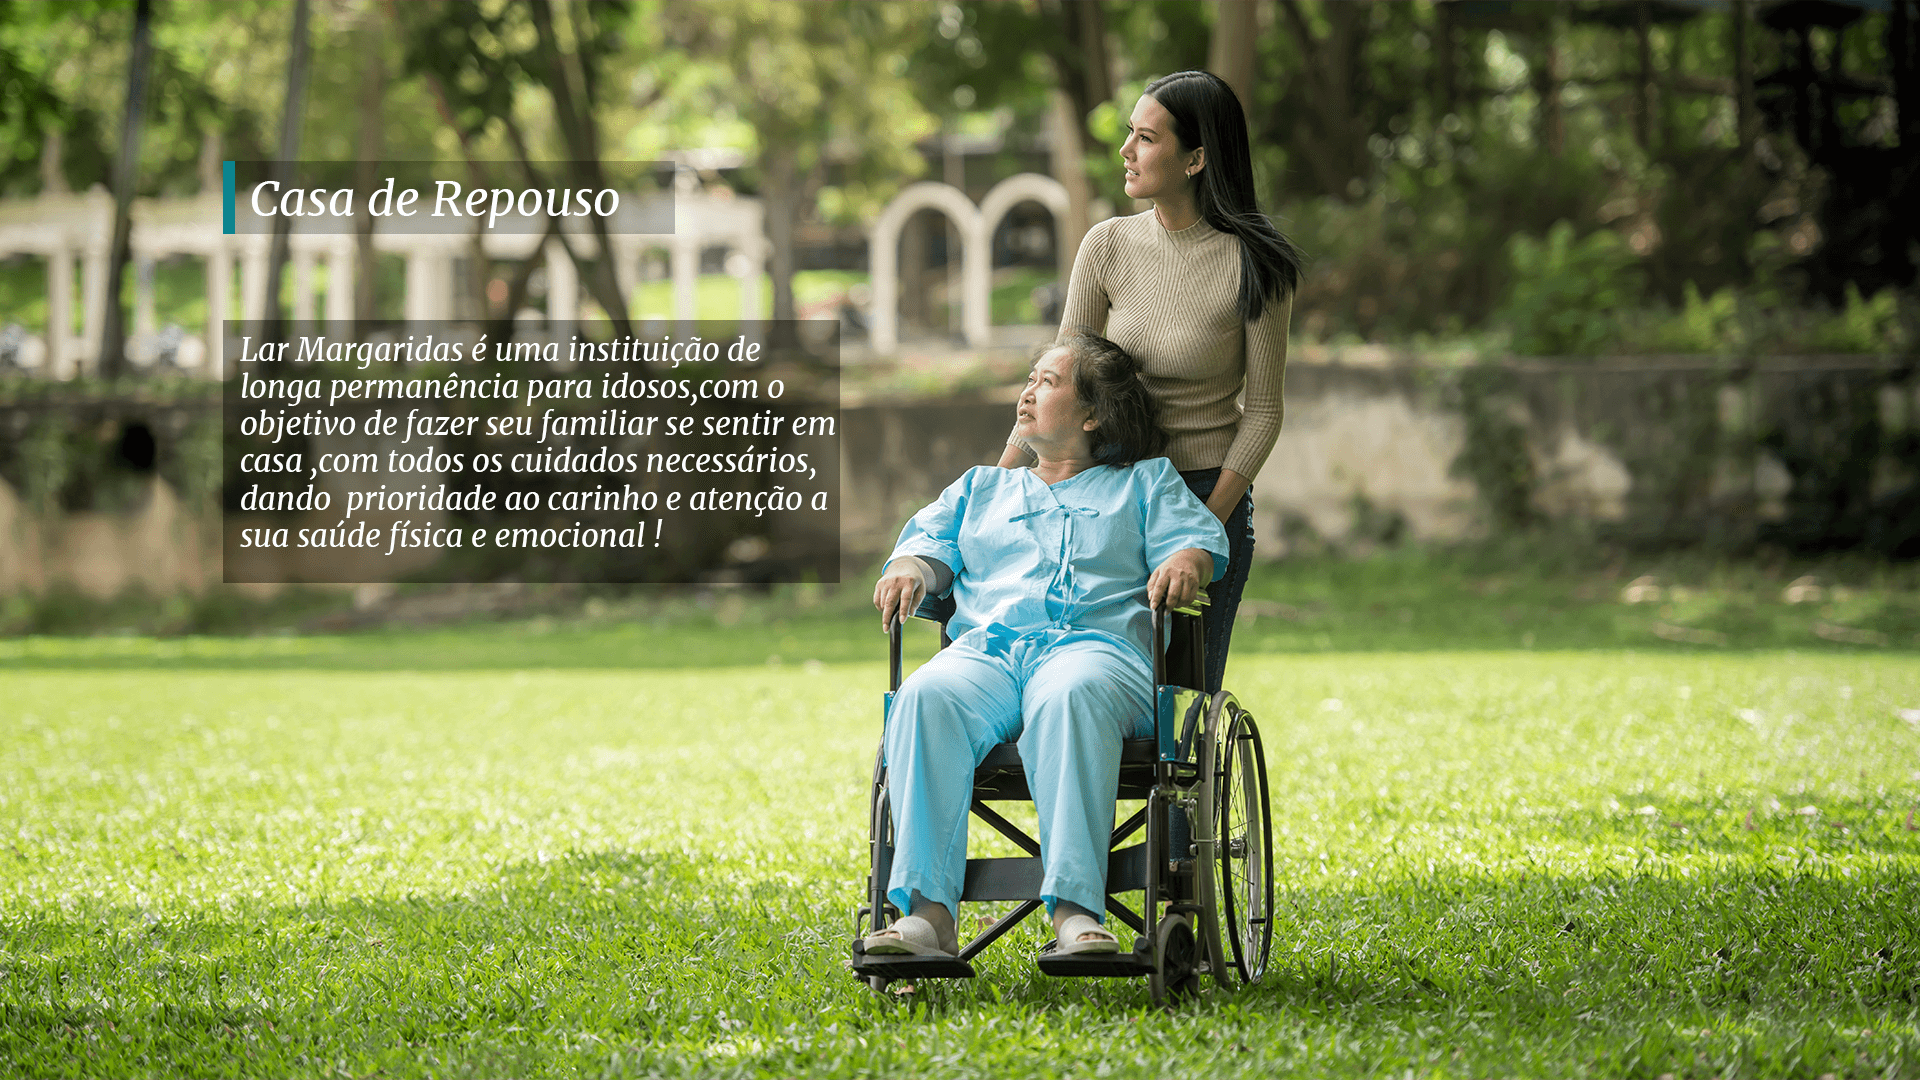 Casa de Repouso
Lar Margaridas é uma instituição de
longa permanência para idosos,com o
objetivo de fazer seu familiar se sentir em
casa ,com todos os cuidados necessários,
dando  prioridade ao carinho e atenção a
sua saúde física e emocional !